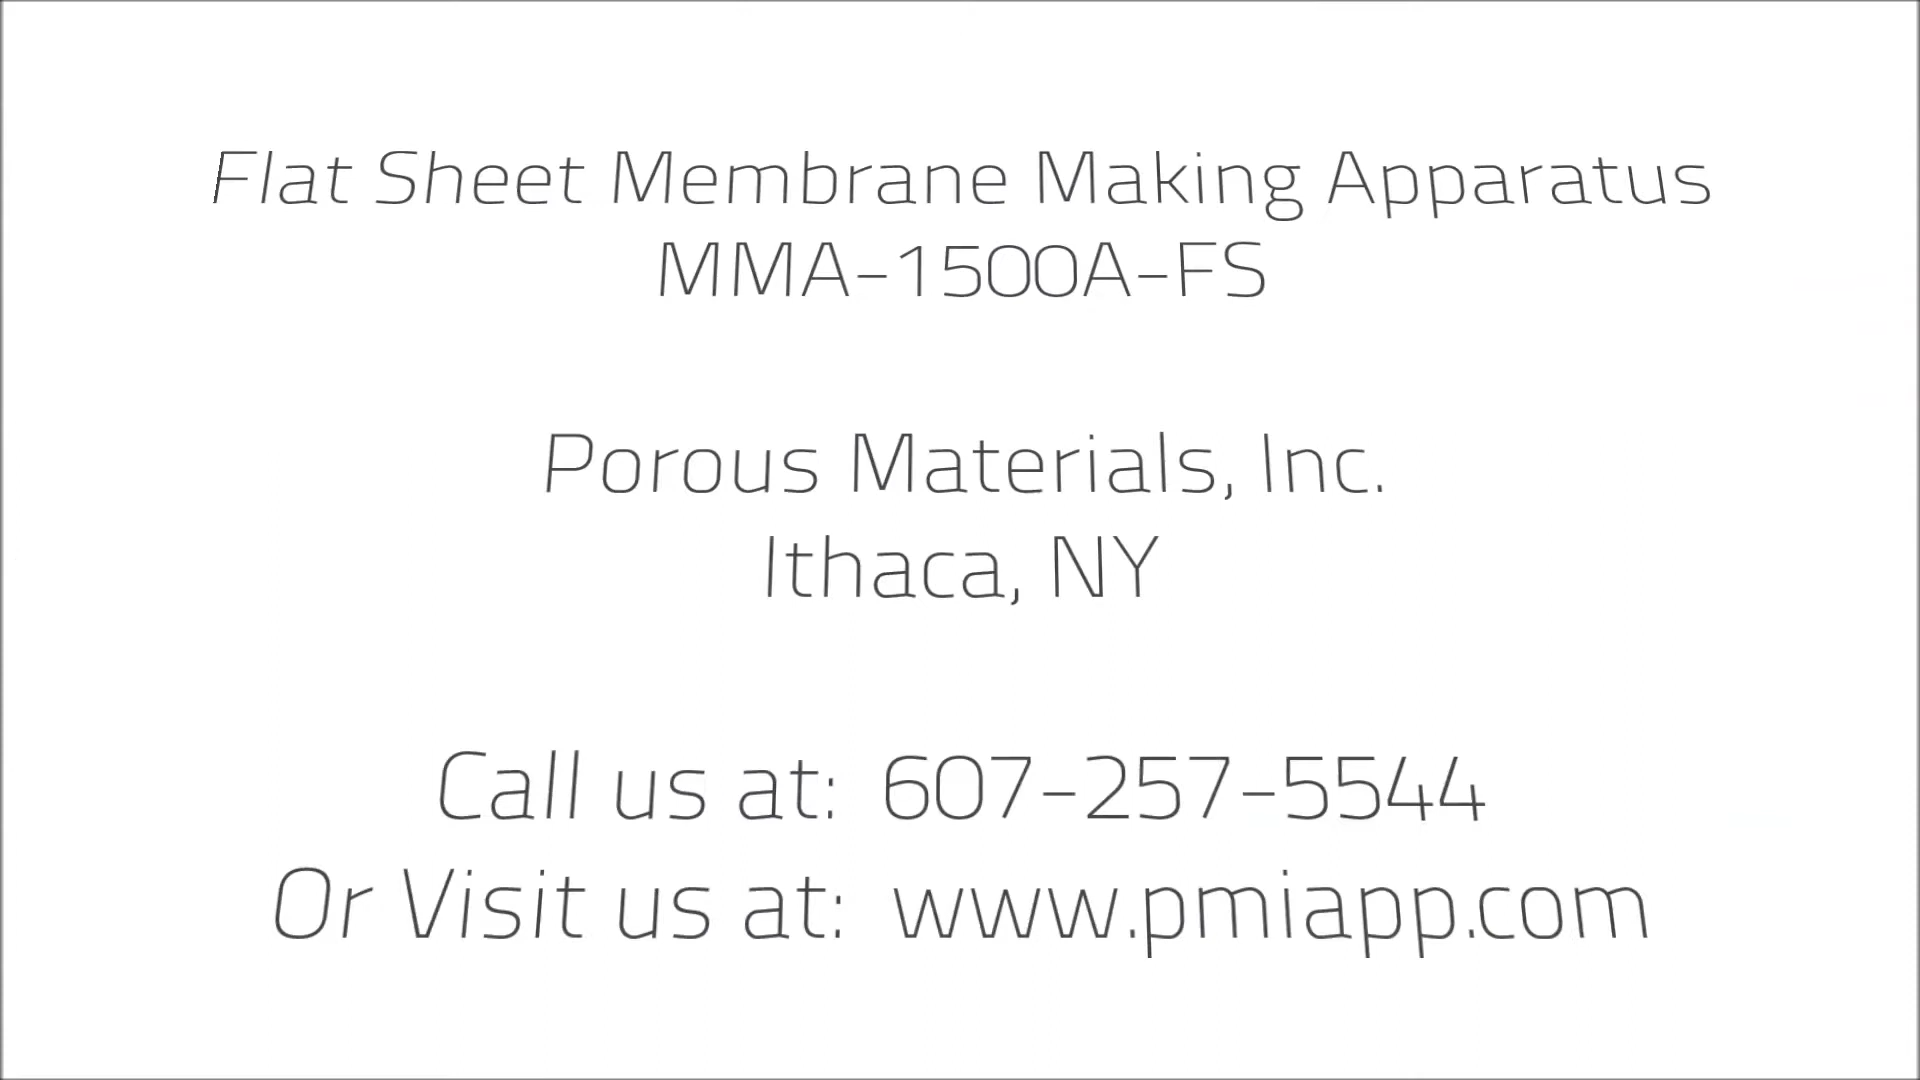 Flat Sheet Membrane Making Apparatus
MMA-1500A-FS
Porous Materials, Inc.
Ithaca, NY
Call us at: 607-257-5544
Or Visit us at: www.pmiapp.com